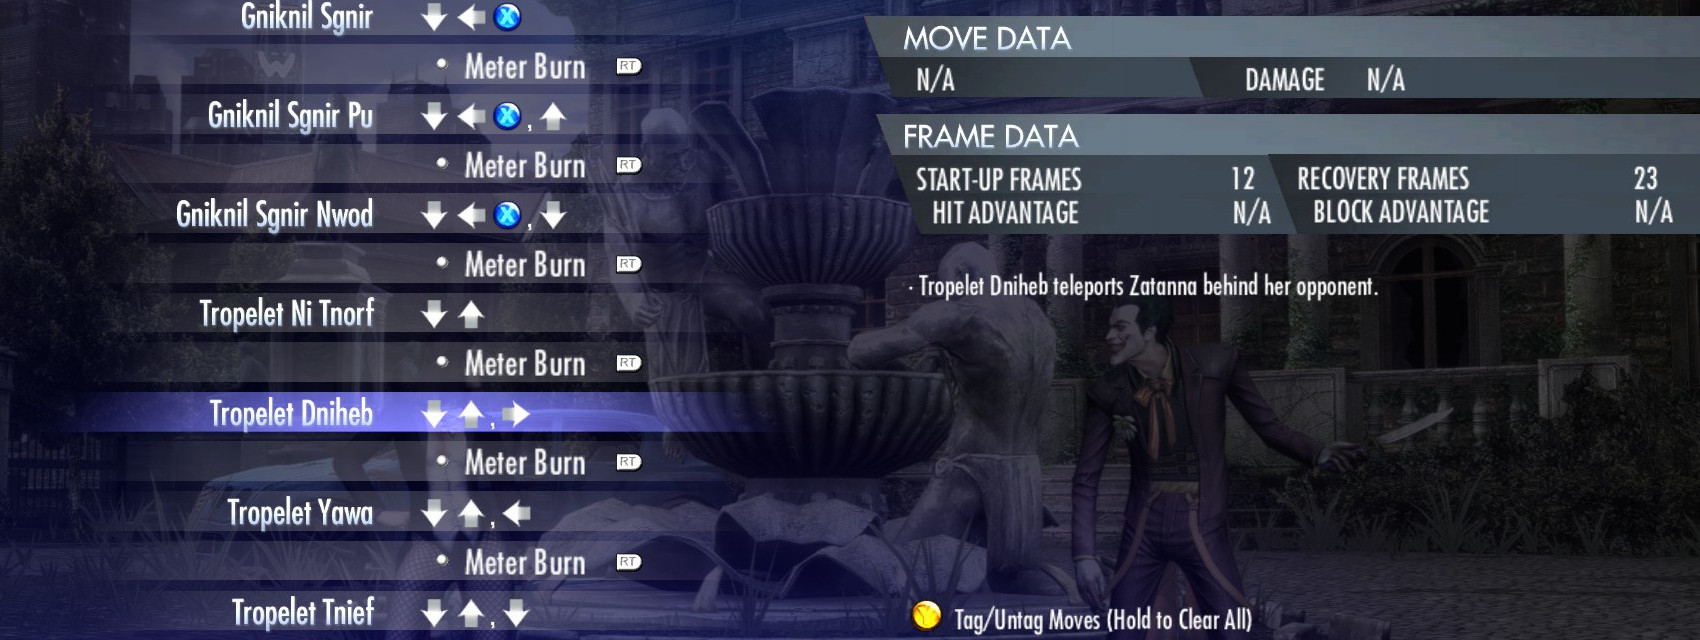 Gniknil Sgnir X
Meter Burn RT
Gniknil Sgnir Pu X ,
Meter Burn RT
Gniknil Sgnir Nwod X ,
Meter Burn RT
Tropelet Ni Tnorf
Meter Burn RT
Tropelet Dniheb ,
Meter Burn RT
Tropelet Yawa ,
Meter Burn RT
Tropelet Tnief ,
MOVE DATA
N/A DAMAGE N/A
FRAME DATA
START-UP FRAMES 12 RECOVERY FRAMES 23
HIT ADVANTAGE N/A BLOCK ADVANTAGE N/A
· Tropelet Dniheb teleports Zatanna behind her opponent.
Y Tag/Untag Moves (Hold to Clear All)